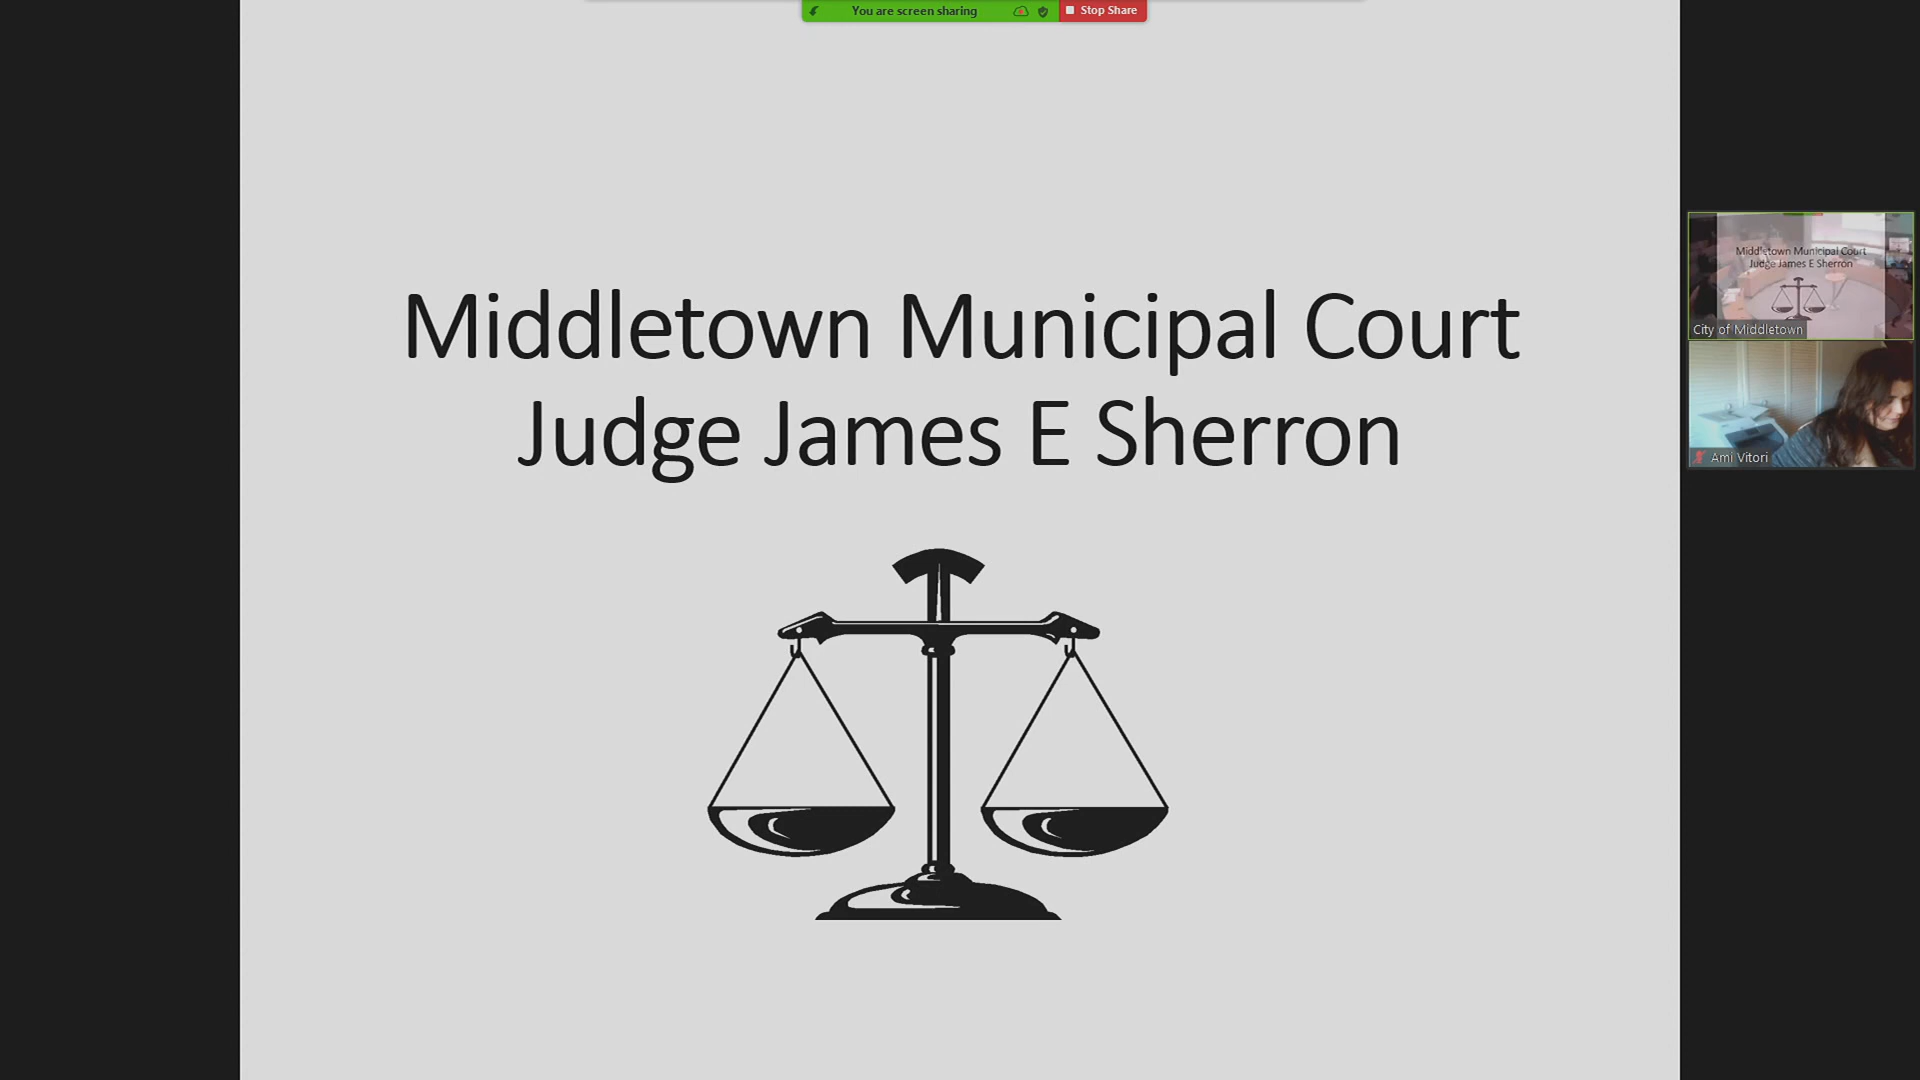 You are screen sharing
Stop Share
Middletown Municipal Court
Judge James E Sherron
Middletown Municipal Court
Judge James E Sherron
City of Middletown
Ami Vitori